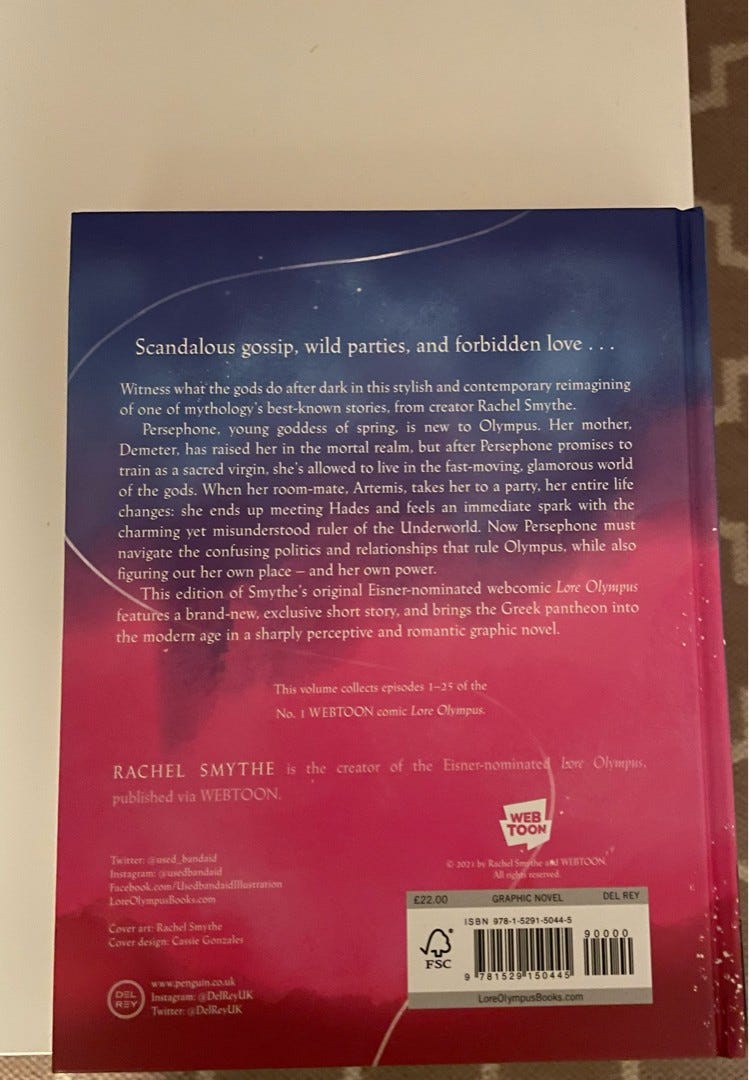 Scandalous gossip, wild parties, and forbidden love . . .
Witness what the gods do after dark in this stylish and contemporary reimagining
of one of mythology's best-known stories, from creator Rachel Smythe.
Persephone, young goddess of spring, is new to Olympus. Her mother,
Demeter, has raised her in the mortal realm, but after Persephone promises to
train as a sacred virgin, she's allowed to live in the fast-moving, glamorous world
of the gods. When her room-mate, Artemis, takes her to a party, her entire life
changes: she ends up meeting Hades and feels an immediate spark with the
charming yet misunderstood ruler of the Underworld. Now Persephone must
navigate the confusing politics and relationships that rule Olympus, while also
figuring out her own place – and her own power.
This edition of Smythe's original Eisner-nominated webcomic Lore Olympus
features a brand-new, exclusive short story, and brings the Greek pantheon into
the modern age in a sharply perceptive and romantic graphic novel.
This volume collects episodes 1–25 of the
No. 1 WEBTOON comic Lore Olympus.
RACHEL SMYTHE is the creator of the Eisner-nominated Lore Olympus,
published via WEBTOON.
WEB
TOON
Twitter: @used_bandaid
Instagram: @usedbandaid
Facebook.com/UsedbandaidIllustration
LoreOlympusBooks.com
© 2021 by Rachel Smythe and WEBTOON.
All rights reserved.
Cover art: Rachel Smythe
Cover design: Cassie Gonzales
£22.00 GRAPHIC NOVEL DEL REY
ISBN 978-1-5291-5044-5
90000
FSC
9 781529 150445
LoreOlympusBooks.com
DEL
REY
www.penguin.co.uk
Instagram: @DelReyUK
Twitter: @DelReyUK